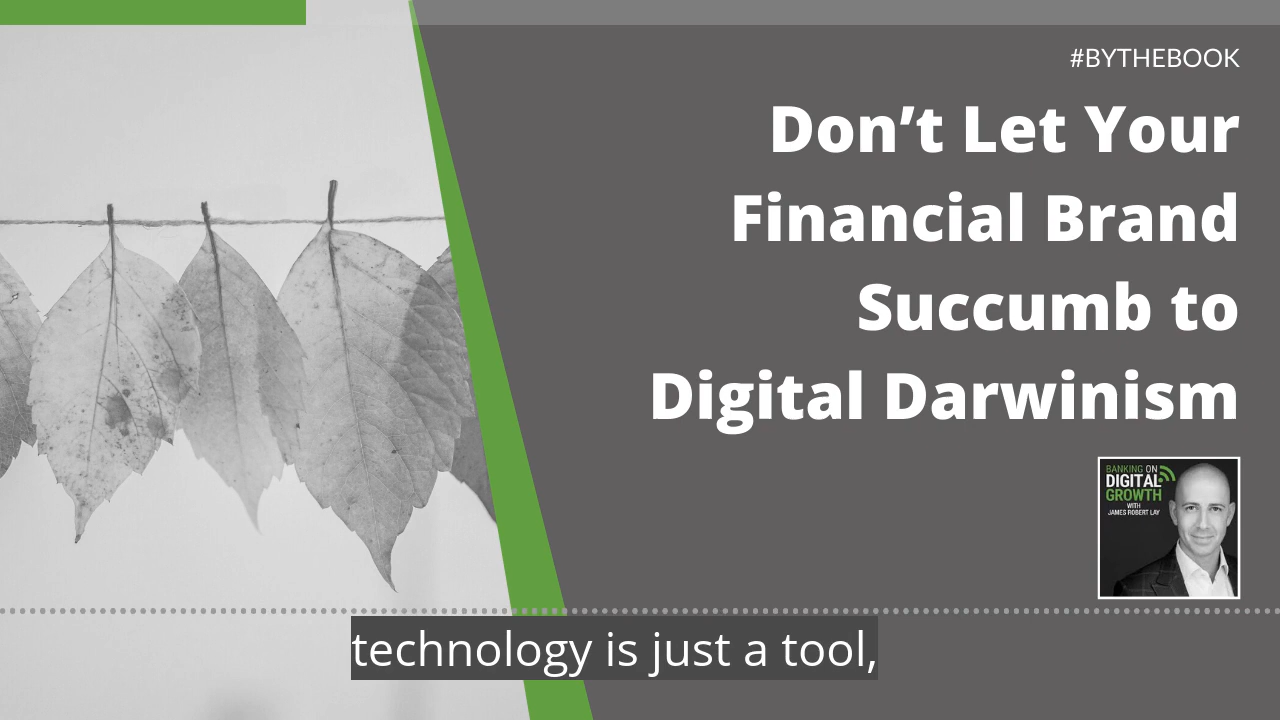 #BYTHEBOOK
Don’t Let Your
Financial Brand
Succumb to
Digital Darwinism
BANKING ON
DIGITAL
GROWTH
WITH
JAMES ROBERT LAY
technology is just a tool,